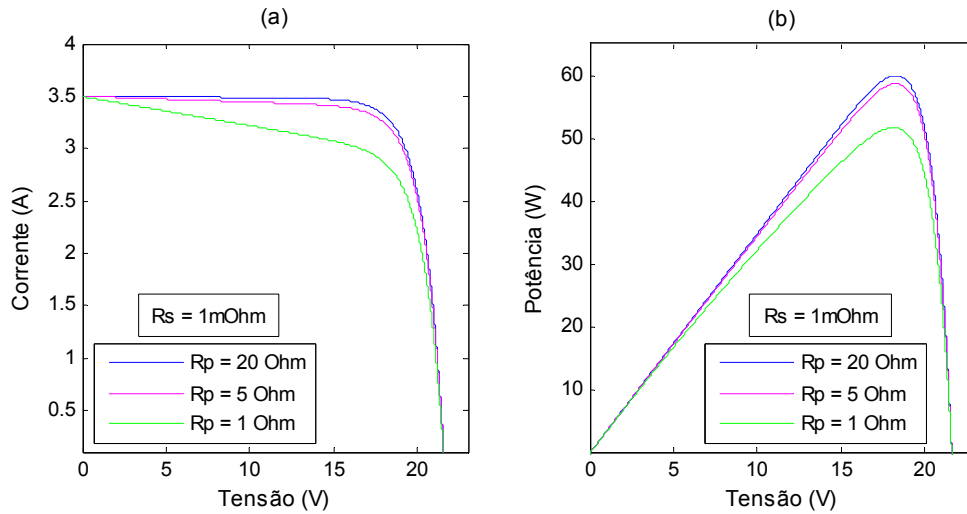 (a)
4
3.5
3
2.5
2
1.5
1
0.5
0
5
10
15
20
Corrente (A)
Tensão (V)
Rs = 1mOhm
Rp = 20 Ohm
Rp = 5 Ohm
Rp = 1 Ohm
(b)
60
50
40
30
20
10
0
5
10
15
20
Potência (W)
Tensão (V)
Rs = 1mOhm
Rp = 20 Ohm
Rp = 5 Ohm
Rp = 1 Ohm